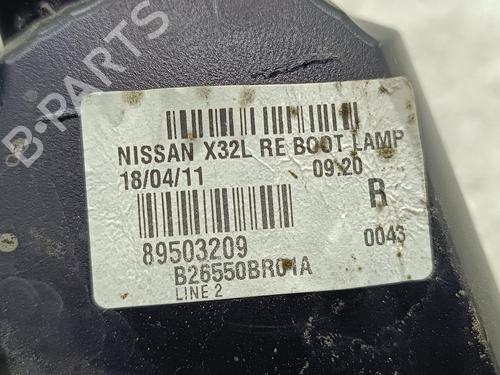 NISSAN X32L RE BOOT LAMP
18/04/11 09:20
R
89503209 0043
B26550BR01A
LINE 2
B-PARTS